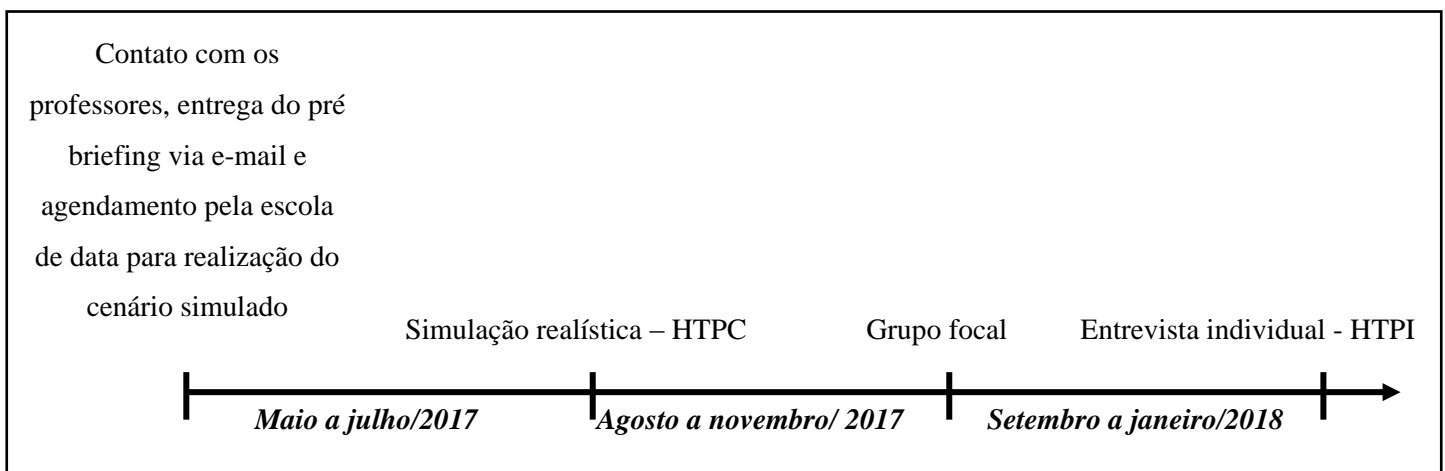 Contato com os
professores, entrega do pré
briefing via e-mail e
agendamento pela escola
de data para realização do
cenário simulado
Simulação realística – HTPC
Grupo focal
Entrevista individual - HTPI
Maio a julho/2017
Agosto a novembro/ 2017
Setembro a janeiro/2018